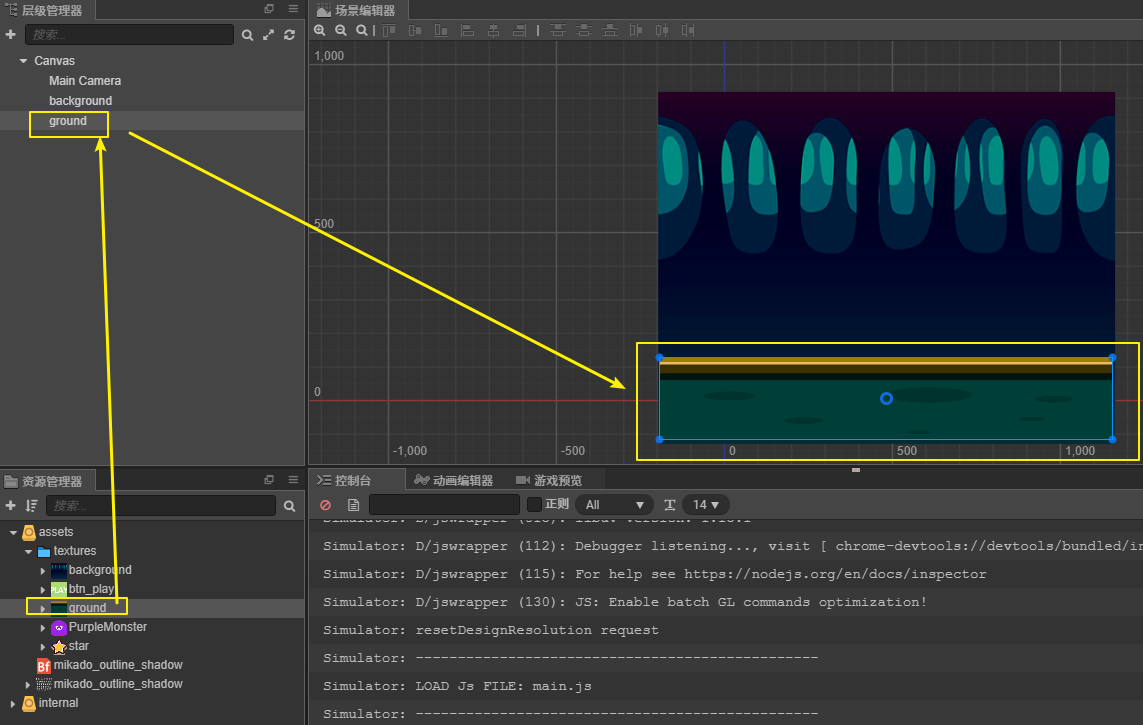 层级管理器
搜索...
Canvas
Main Camera
background
ground
场景编辑器
1,000
500
0
-1,000
-500
0
500
1,000
资源管理器
搜索...
assets
textures
background
PLAY btn_play
ground
PurpleMonster
star
Bf mikado_outline_shadow
mikado_outline_shadow
internal
控制台
动画编辑器
游戏预览
正则
All
14
Simulator: D/jswrapper (112): Debugger listening..., visit [ chrome-devtools://devtools/bundled/in
Simulator: D/jswrapper (115): For help see https://nodejs.org/en/docs/inspector
Simulator: D/jswrapper (130): JS: Enable batch GL commands optimization!
Simulator: resetDesignResolution request
Simulator: ---------------------------------------------
Simulator: LOAD Js FILE: main.js
Simulator: ---------------------------------------------